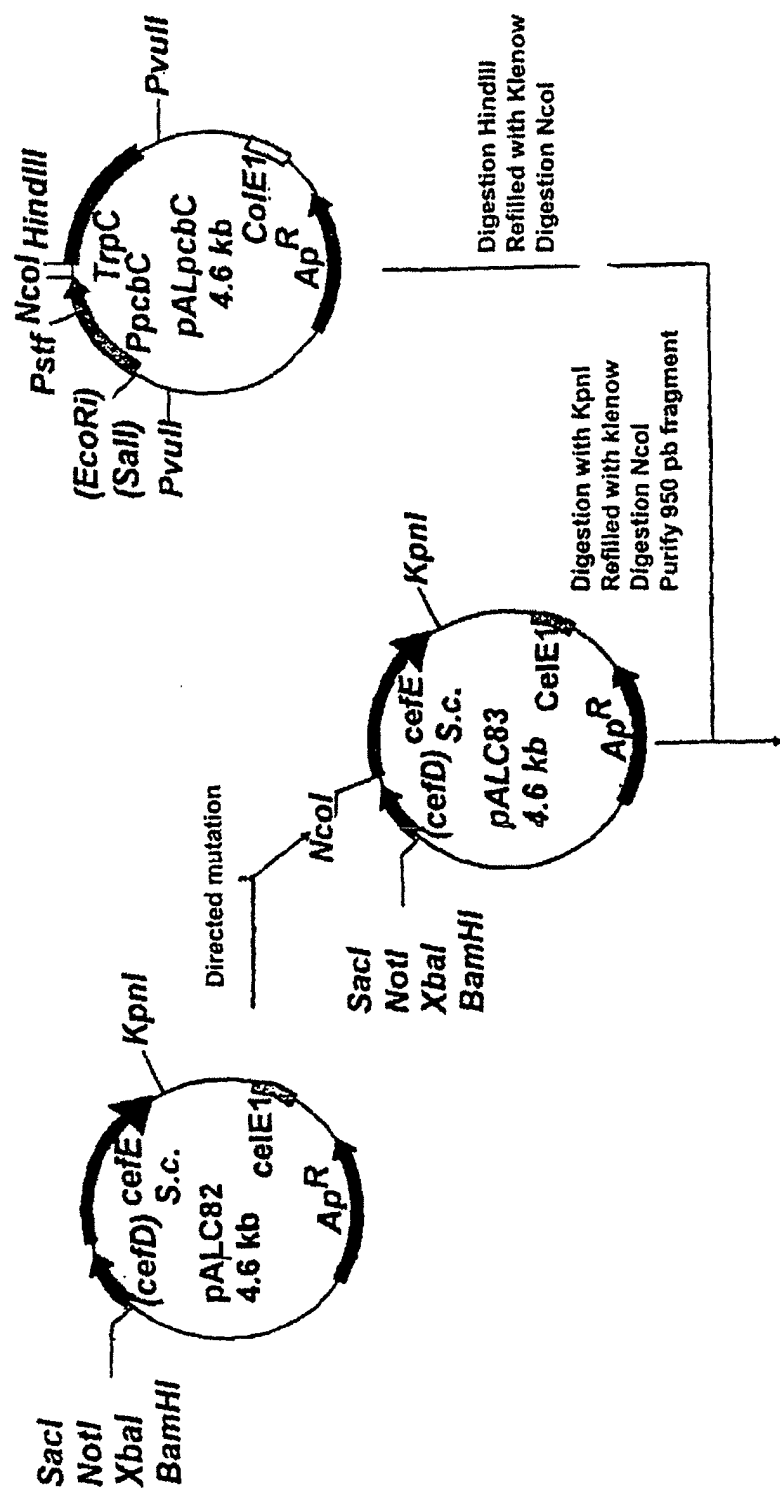 SacI
NotI
XbaI
BamHI
KpnI
(cefD) cefE
S.c.
pALC82
4.6 kb
celE1
ApR
Directed mutation
SacI
NotI
XbaI
BamHI
NcoI
KpnI
(cefD) cefE
S.c.
pALC83
4.6 kb
CelE1
ApR
Digestion with KpnI
Refilled with klenow
Digestion NcoI
Purify 950 pb fragment
(EcoRi)
(SalI)
PvuII
PstI
NcoI HindIII
PvuII
TrpC
PpcbC
pALpcbC
4.6 kb
ColE1
ApR
Digestion HindIII
Refilled with Klenow
Digestion NcoI